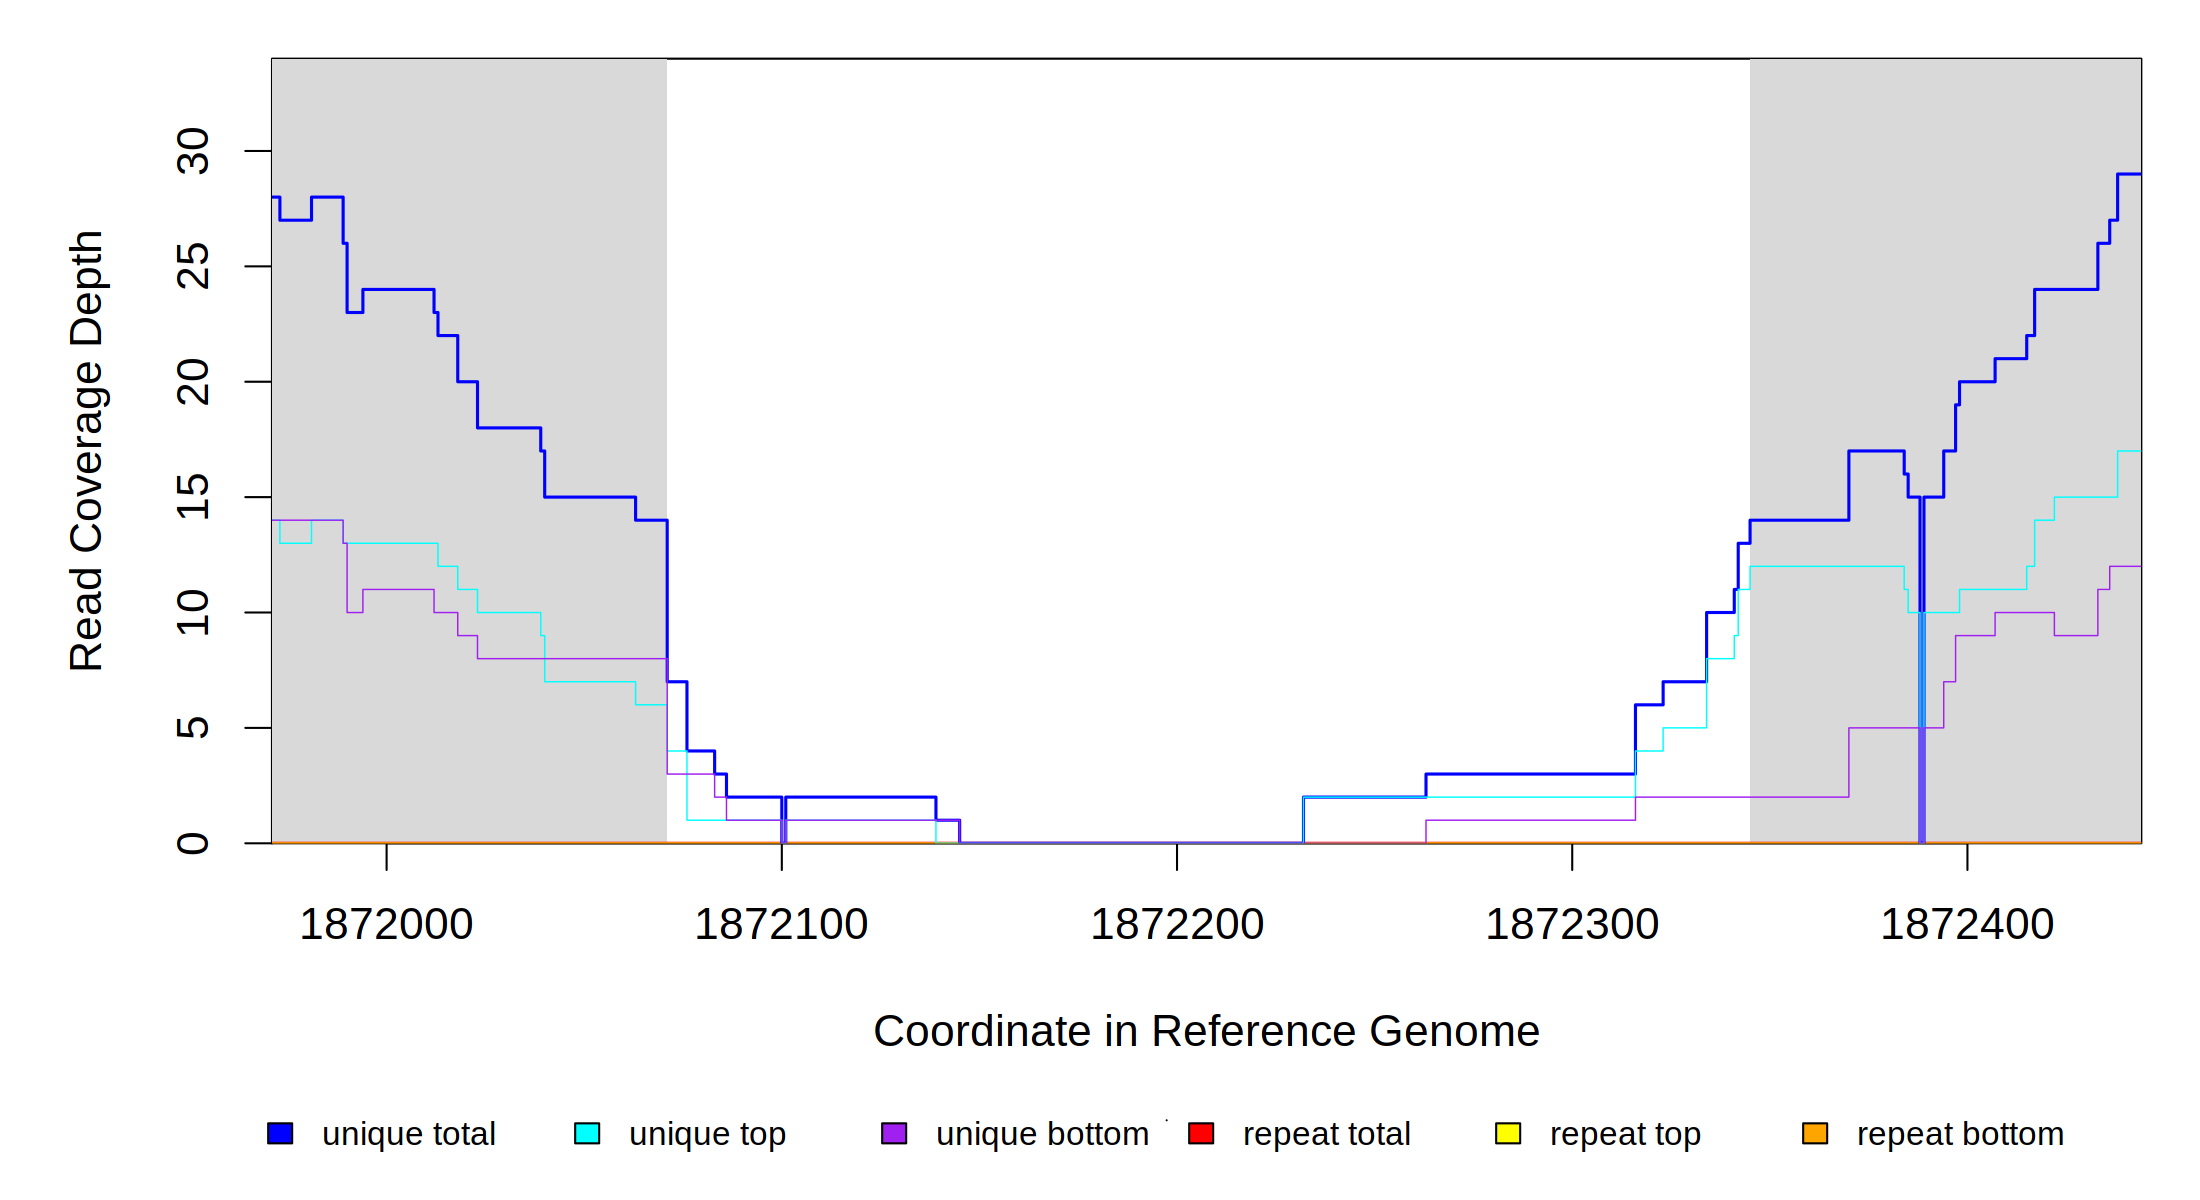 Read Coverage Depth
30
25
20
15
10
5
0
1872000 1872100 1872200 1872300 1872400
Coordinate in Reference Genome
unique total unique top unique bottom repeat total repeat top repeat bottom